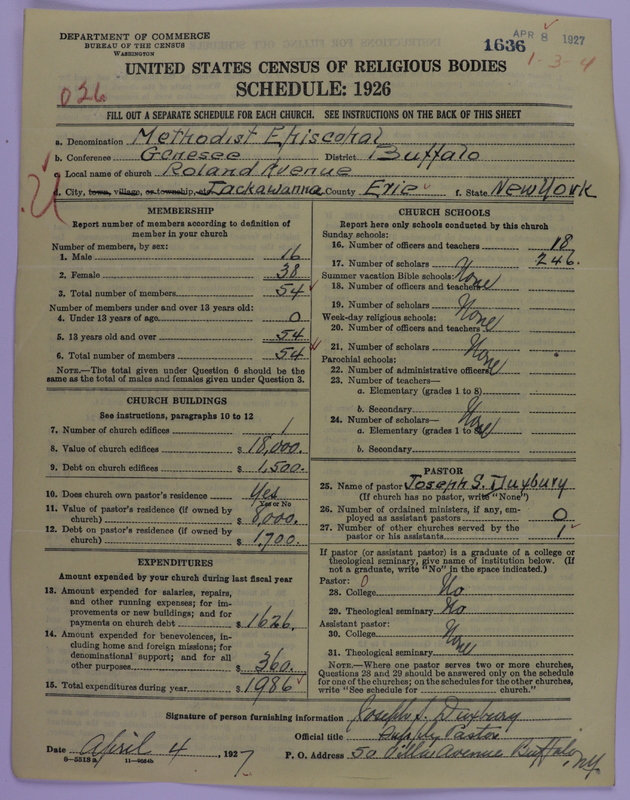 DEPARTMENT OF COMMERCE
BUREAU OF THE CENSUS
WASHINGTON
1636
APR 8 1927
1-3-4
UNITED STATES CENSUS OF RELIGIOUS BODIES
SCHEDULE: 1926
026
FILL OUT A SEPARATE SCHEDULE FOR EACH CHURCH. SEE INSTRUCTIONS ON THE BACK OF THIS SHEET
a. Denomination Methodist Episcopal
b. Conference Genesee District Buffalo
c. Local name of church Roland Avenue
d. City, town, village, or township, etc. Lackawanna County Erie f. State New York
MEMBERSHIP
Report number of members according to definition of member in your church
Number of members, by sex:
1. Male 16
2. Female 38
3. Total number of members 54
Number of members under and over 13 years old:
4. Under 13 years of age 0
5. 13 years old and over 54
6. Total number of members 54
NOTE.—The total given under Question 6 should be the same as the total of males and females given under Question 3.
CHURCH BUILDINGS
See instructions, paragraphs 10 to 12
7. Number of church edifices 1
8. Value of church edifices $ 18,000.
9. Debt on church edifices $ 1,500.
10. Does church own pastor's residence Yes
Yes or No
11. Value of pastor's residence (if owned by church) $ 8,000.
12. Debt on pastor's residence (if owned by church) $ 1,700.
EXPENDITURES
Amount expended by your church during last fiscal year
13. Amount expended for salaries, repairs, and other running expenses; for improvements or new buildings; and for payments on church debt $ 1626.
14. Amount expended for benevolences, including home and foreign missions; for denominational support; and for all other purposes $ 360.
15. Total expenditures during year $ 1986
CHURCH SCHOOLS
Report here only schools conducted by this church
Sunday schools:
16. Number of officers and teachers 18
17. Number of scholars 246.
Summer vacation Bible schools:
18. Number of officers and teachers None
19. Number of scholars
Week-day religious schools:
20. Number of officers and teachers None
21. Number of scholars
Parochial schools:
22. Number of administrative officers None
23. Number of teachers—
a. Elementary (grades 1 to 8)
b. Secondary
24. Number of scholars— None
a. Elementary (grades 1 to 8)
b. Secondary
PASTOR
25. Name of pastor Joseph S. Duxbury
(If church has no pastor, write "None")
26. Number of ordained ministers, if any, employed as assistant pastors 0
27. Number of other churches served by the pastor or his assistants 1
If pastor (or assistant pastor) is a graduate of a college or theological seminary, give name of institution below. (If not a graduate, write "No" in the space indicated.)
Pastor: 0
28. College No
29. Theological seminary No
Assistant pastor:
30. College None
31. Theological seminary
NOTE.—Where one pastor serves two or more churches, Questions 28 and 29 should be answered only on the schedule for one of the churches; on the schedules for the other churches, write "See schedule for church."
Signature of person furnishing information Joseph S. Duxbury
Official title Supply Pastor
Date April 4, 1927 P. O. Address 50 Avenue Buffalo, NY.
11—9084b